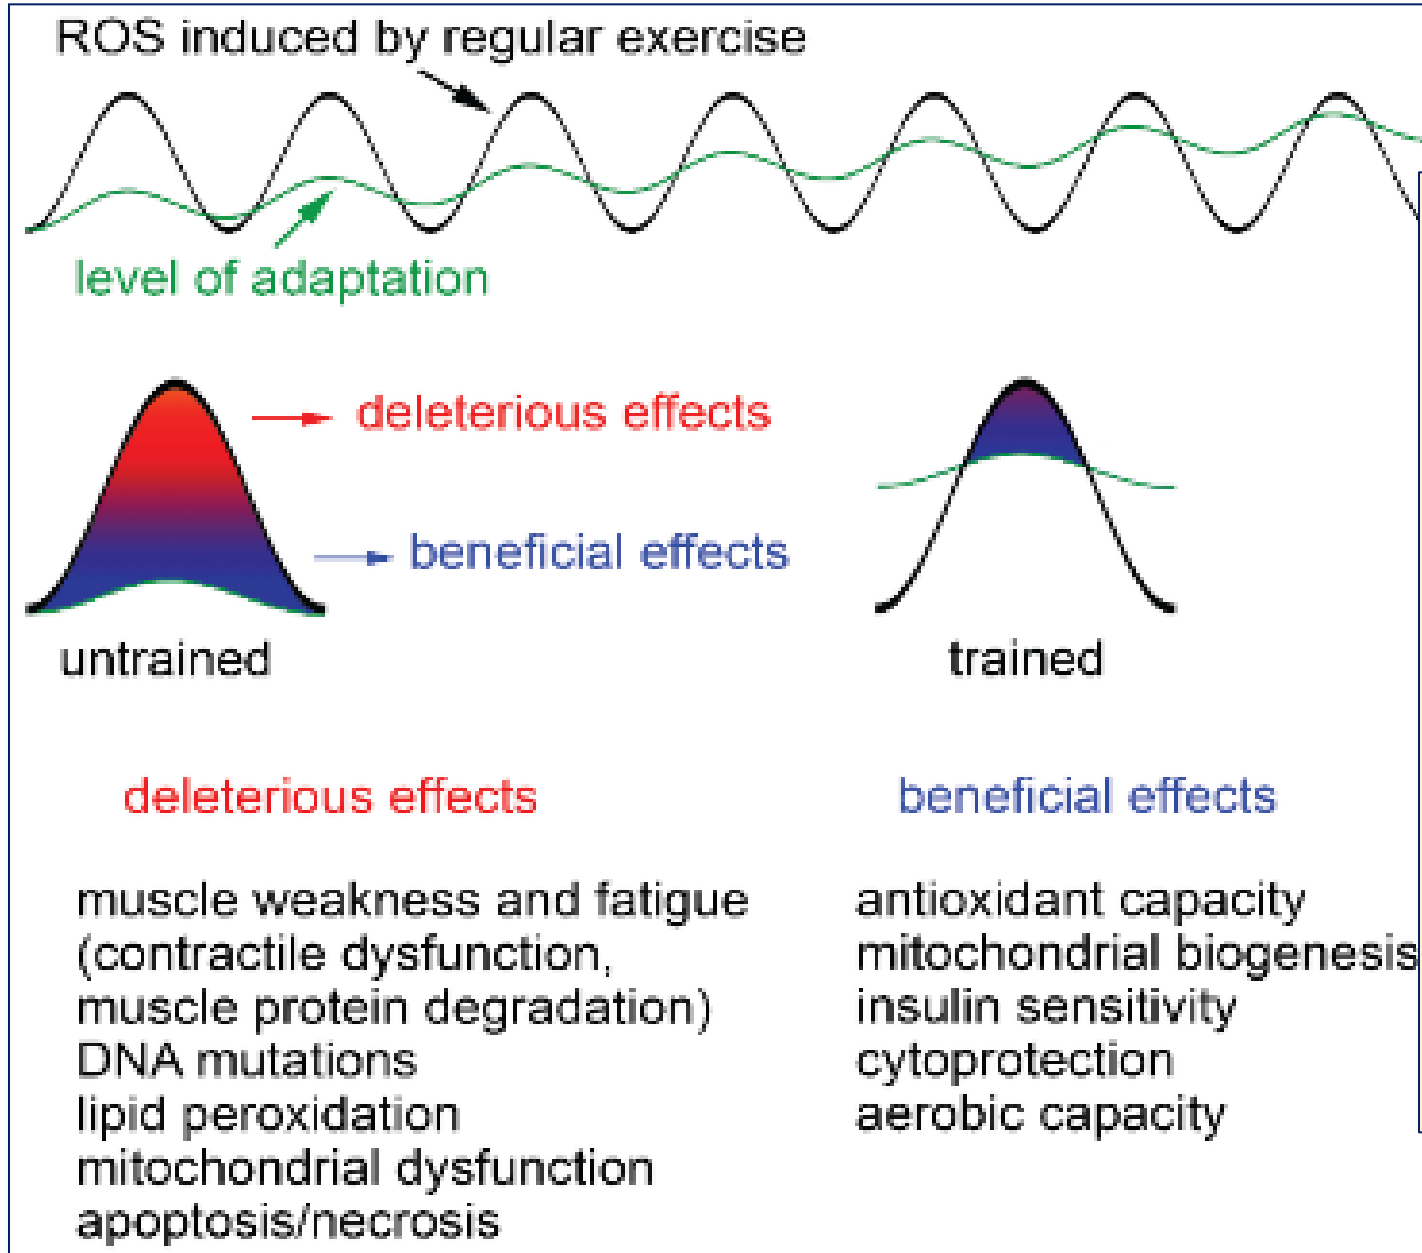 ROS induced by regular exercise
level of adaptation
deleterious effects
beneficial effects
untrained
trained
deleterious effects
muscle weakness and fatigue
(contractile dysfunction,
muscle protein degradation)
DNA mutations
lipid peroxidation
mitochondrial dysfunction
apoptosis/necrosis
beneficial effects
antioxidant capacity
mitochondrial biogenesis
insulin sensitivity
cytoprotection
aerobic capacity